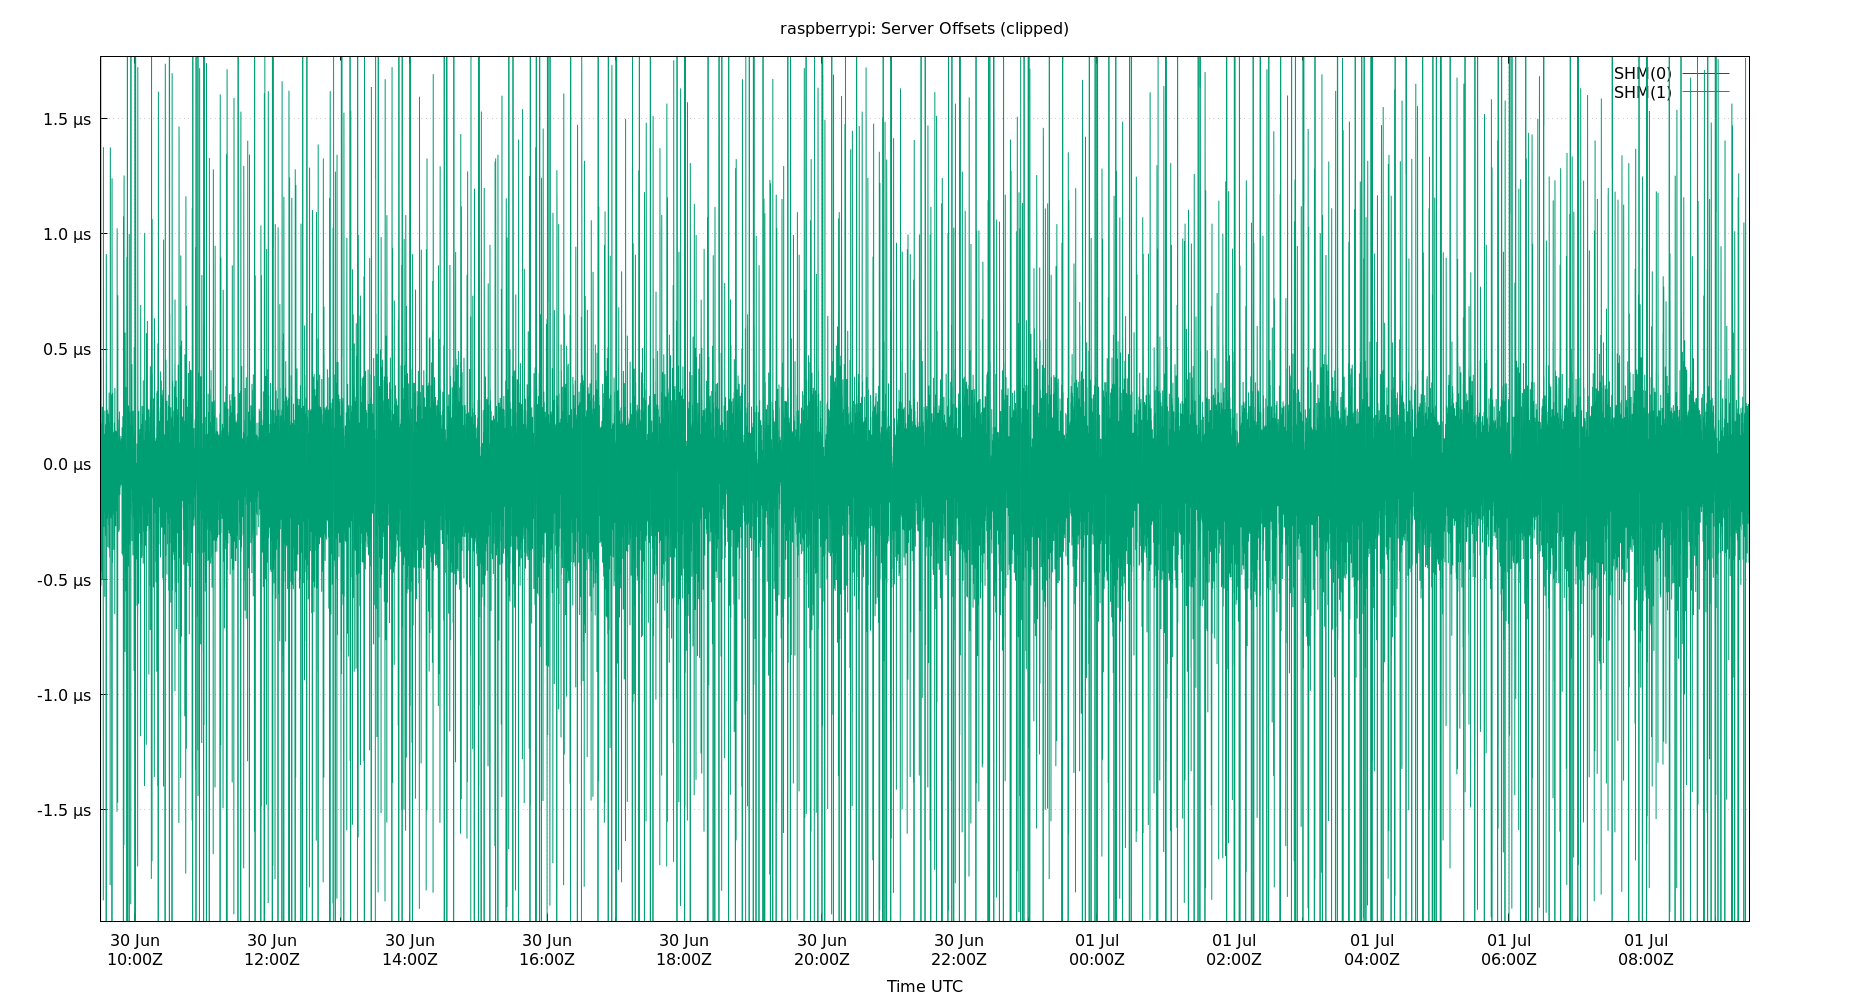 raspberrypi: Server Offsets (clipped)
SHM(0)
SHM(1)
1.5 µs
1.0 µs
0.5 µs
0.0 µs
-0.5 µs
-1.0 µs
-1.5 µs
30 Jun 30 Jun 30 Jun 30 Jun 30 Jun 30 Jun 30 Jun 01 Jul 01 Jul 01 Jul 01 Jul 01 Jul
10:00Z 12:00Z 14:00Z 16:00Z 18:00Z 20:00Z 22:00Z 00:00Z 02:00Z 04:00Z 06:00Z 08:00Z
Time UTC